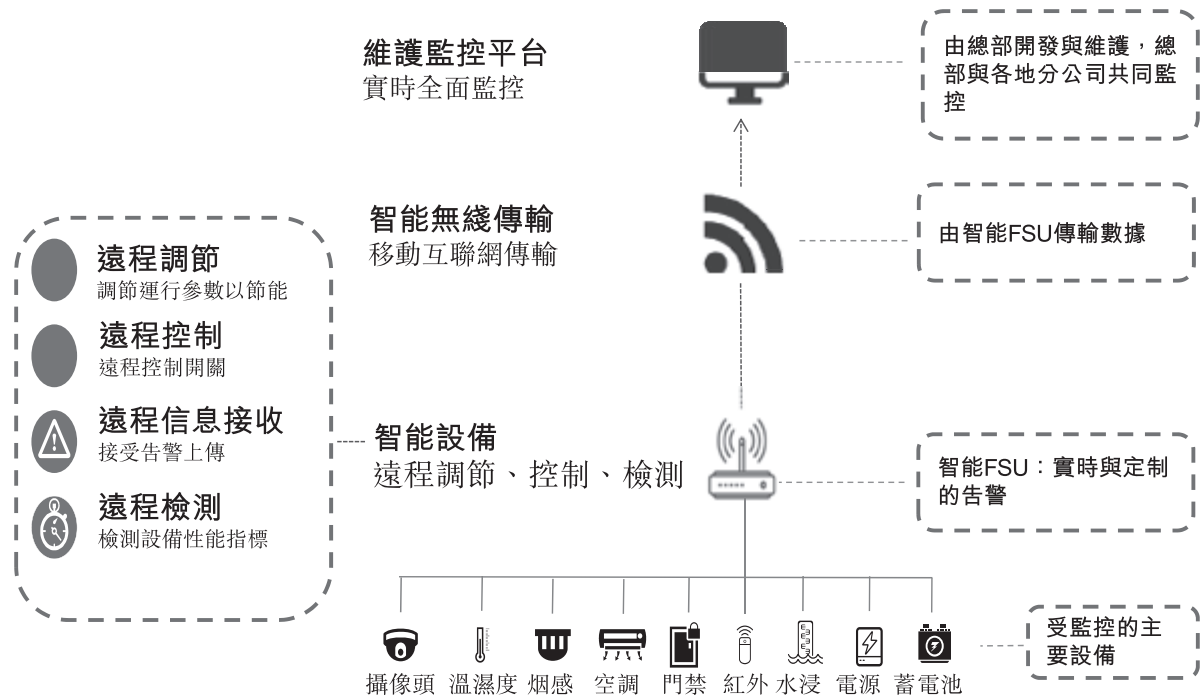 維護監控平台
實時全面監控
由總部開發與維護，總
部與各地分公司共同監
控
智能無綫傳輸
移動互聯網傳輸
由智能FSU傳輸數據
遠程調節
調節運行參數以節能
遠程控制
遠程控制開關
遠程信息接收
接受告警上傳
遠程檢測
檢測設備性能指標
智能設備
遠程調節、控制、檢測
智能FSU：實時與定制
的告警
攝像頭 溫濕度 烟感 空調 門禁 紅外 水浸 電源 蓄電池
受監控的主
要設備